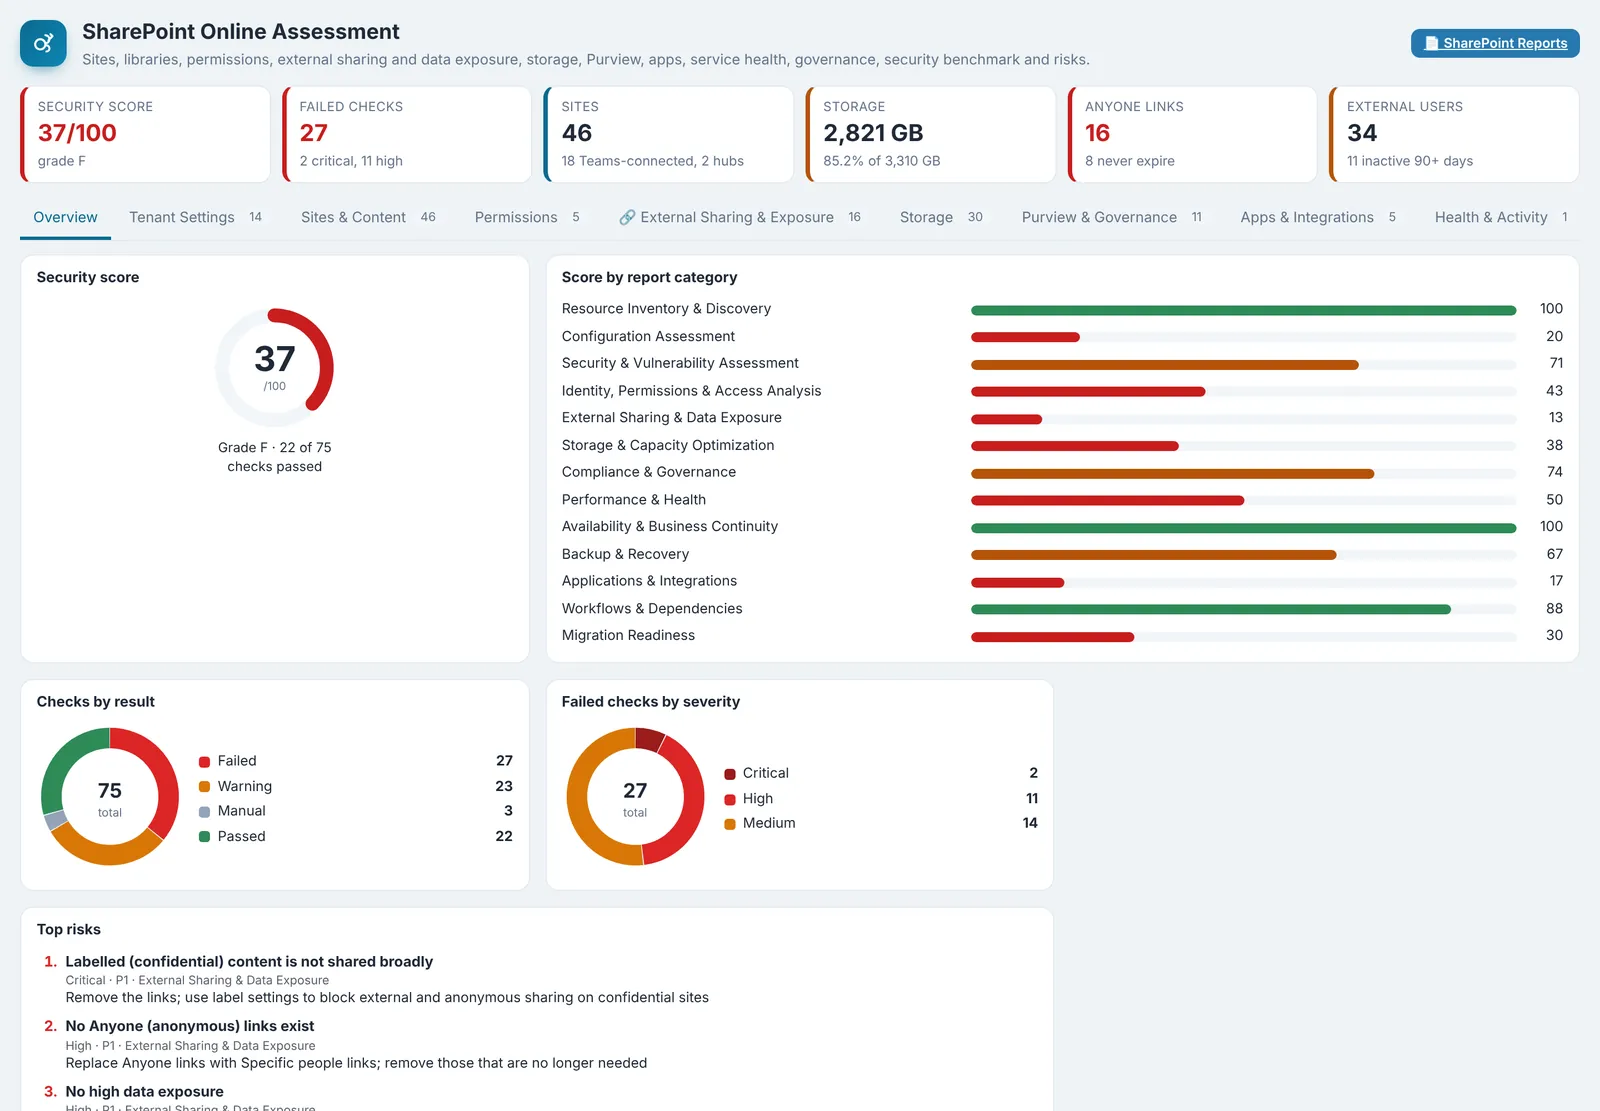 SharePoint Online Assessment
Sites, libraries, permissions, external sharing and data exposure, storage, Purview, apps, service health, governance, security benchmark and risks.
📄 SharePoint Reports
SECURITY SCORE
37/100
grade F
FAILED CHECKS
27
2 critical, 11 high
SITES
46
18 Teams-connected, 2 hubs
STORAGE
2,821 GB
85.2% of 3,310 GB
ANYONE LINKS
16
8 never expire
EXTERNAL USERS
34
11 inactive 90+ days
Overview
Tenant Settings 14
Sites & Content 46
Permissions 5
🔗 External Sharing & Exposure 16
Storage 30
Purview & Governance 11
Apps & Integrations 5
Health & Activity 1
Security score
37
/100
Grade F · 22 of 75
checks passed
Score by report category
Resource Inventory & Discovery 100
Configuration Assessment 20
Security & Vulnerability Assessment 71
Identity, Permissions & Access Analysis 43
External Sharing & Data Exposure 13
Storage & Capacity Optimization 38
Compliance & Governance 74
Performance & Health 50
Availability & Business Continuity 100
Backup & Recovery 67
Applications & Integrations 17
Workflows & Dependencies 88
Migration Readiness 30
Checks by result
75
total
Failed 27
Warning 23
Manual 3
Passed 22
Failed checks by severity
27
total
Critical 2
High 11
Medium 14
Top risks
1. Labelled (confidential) content is not shared broadly
Critical · P1 · External Sharing & Data Exposure
Remove the links; use label settings to block external and anonymous sharing on confidential sites
2. No Anyone (anonymous) links exist
High · P1 · External Sharing & Data Exposure
Replace Anyone links with Specific people links; remove those that are no longer needed
3. No high data exposure
High · P1 · External Sharing & Data Exposure